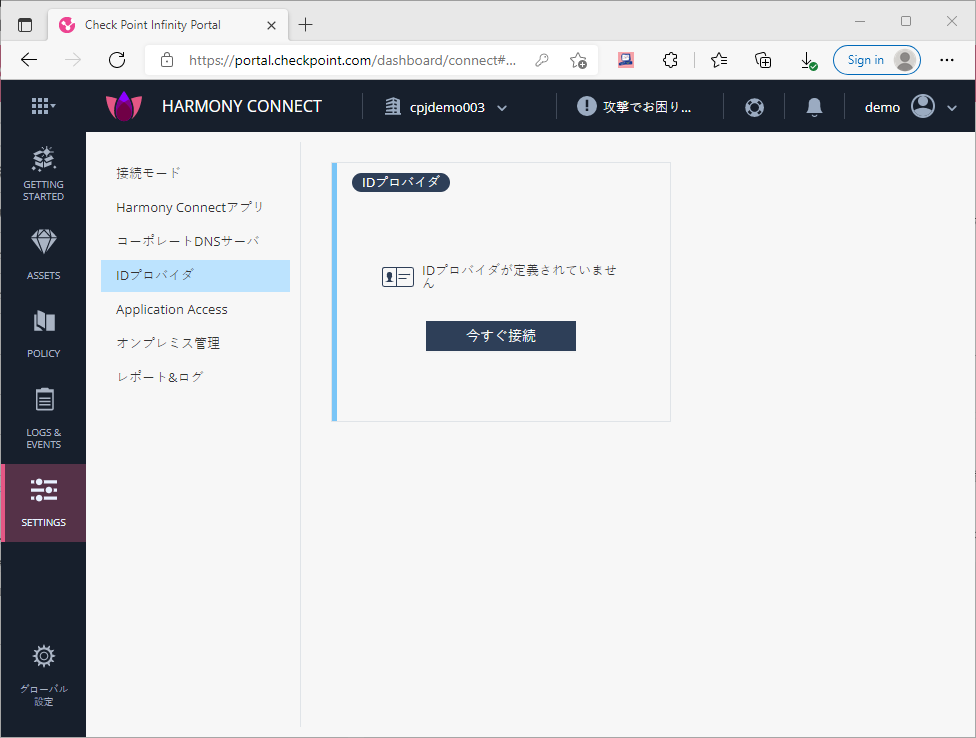 Check Point Infinity Portal
https://portal.checkpoint.com/dashboard/connect#...
Sign in
HARMONY CONNECT
cpjdemo003
攻撃でお困り...
demo
GETTING
STARTED
ASSETS
POLICY
LOGS &
EVENTS
SETTINGS
グローバル
設定
接続モード
Harmony Connectアプリ
コーポレートDNSサーバ
IDプロバイダ
Application Access
オンプレミス管理
レポート&ログ
IDプロバイダ
IDプロバイダが定義されていませ
ん
今すぐ接続